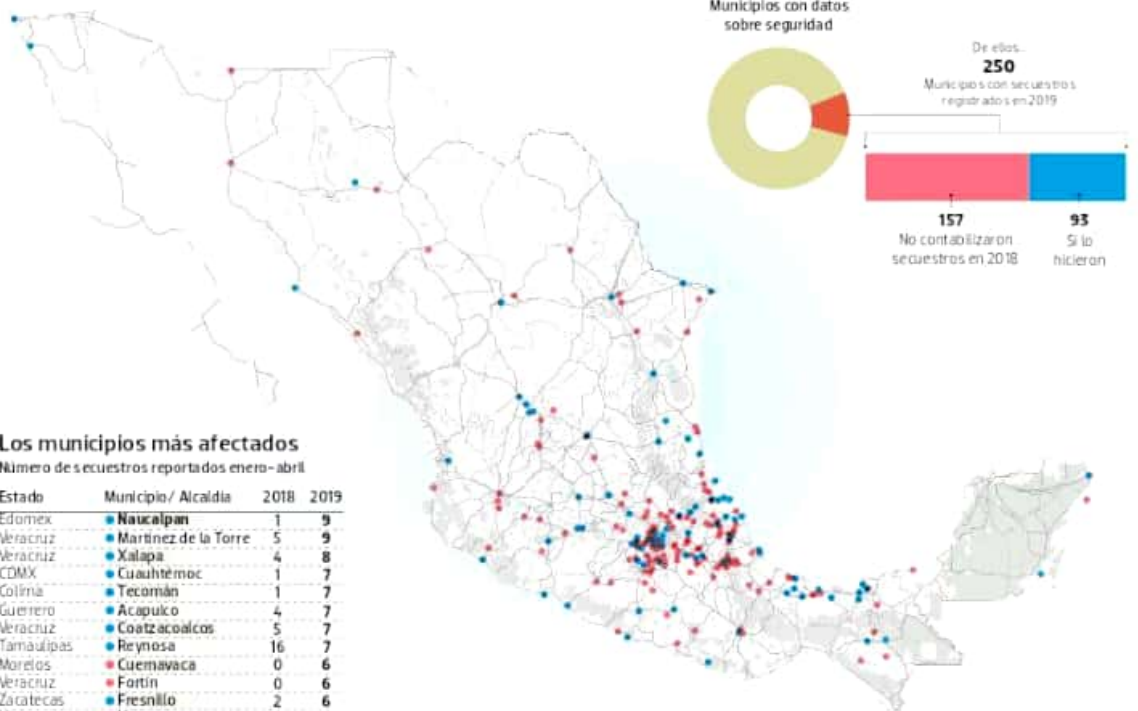 Municipios con datos
sobre seguridad
De ellos..
250
Municipios con secuestros
registrados en 2019
157
No contabilizaron
secuestros en 2018
93
Sí lo
hicieron
Los municipios más afectados
Número de secuestros reportados enero-abril
Estado Municipio/ Alcaldía 2018 2019
Edomex Naucalpan 1 9
Veracruz Martínez de la Torre 5 9
Veracruz Xalapa 4 8
CDMX Cuauhtémoc 1 7
Colima Tecomán 1 7
Guerrero Acapulco 4 7
Veracruz Coatzacoalcos 5 7
Tamaulipas Reynosa 16 7
Morelos Cuernavaca 0 6
Veracruz Fortín 0 6
Zacatecas Fresnillo 2 6